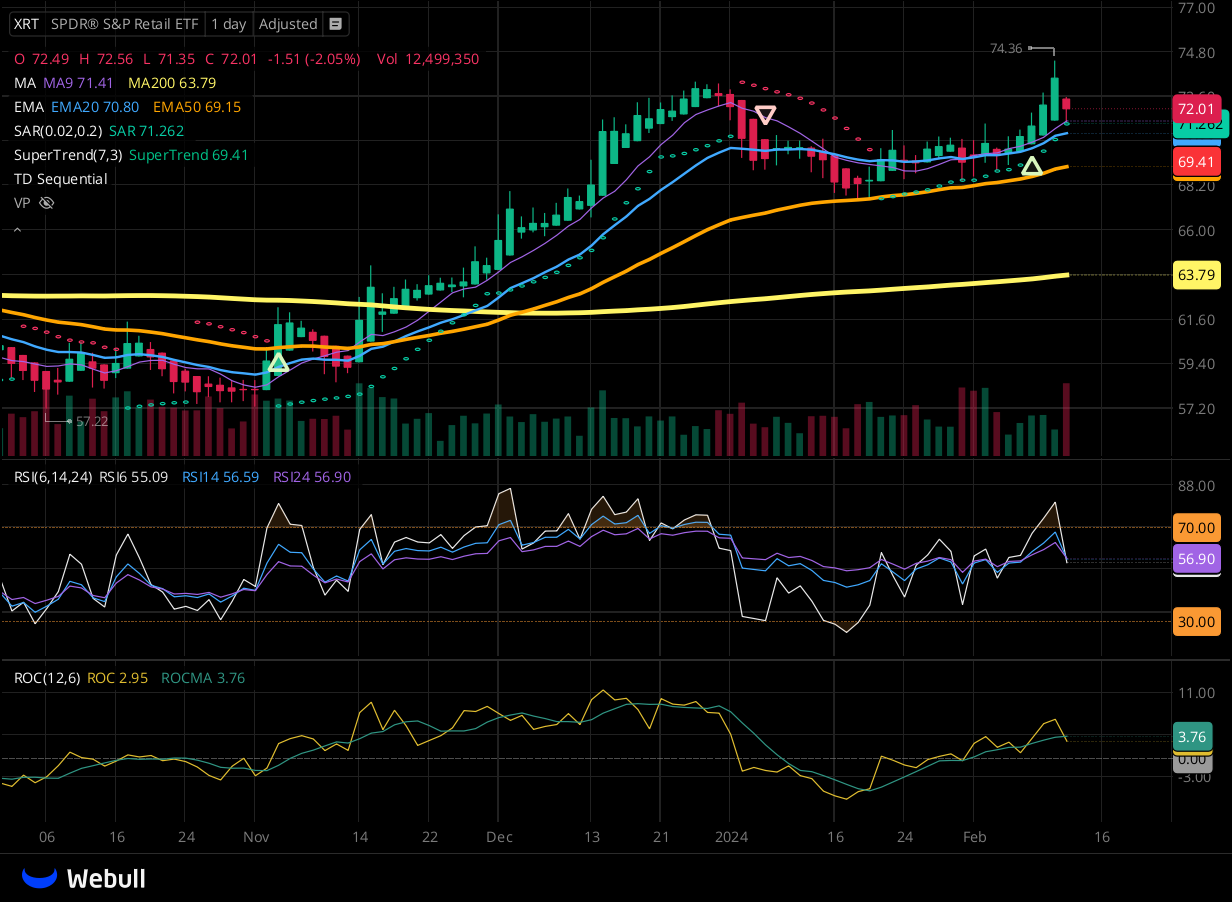 XRT SPDR® S&P Retail ETF 1 day Adjusted
O 72.49 H 72.56 L 71.35 C 72.01 -1.51 (-2.05%) Vol 12,499,350
MA MA9 71.41 MA200 63.79
EMA EMA20 70.80 EMA50 69.15
SAR(0.02,0.2) SAR 71.262
SuperTrend(7,3) SuperTrend 69.41
TD Sequential
VP
77.00
74.36
74.80
72.01
71.262
69.41
68.20
66.00
63.79
61.60
59.40
57.20
57.22
RSI(6,14,24) RSI6 55.09 RSI14 56.59 RSI24 56.90
88.00
70.00
56.90
30.00
ROC(12,6) ROC 2.95 ROCMA 3.76
11.00
3.76
0.00
-3.00
06 16 24 Nov 14 22 Dec 13 21 2024 16 24 Feb 16
Webull